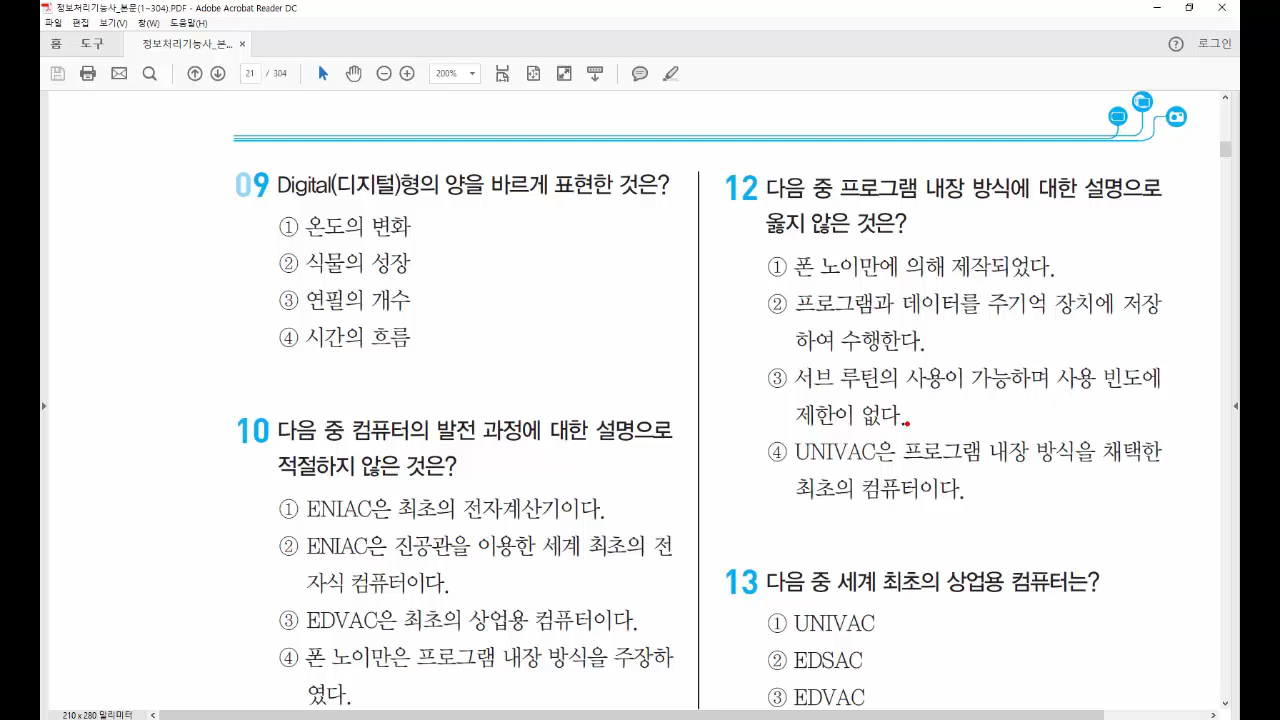 정보처리기능사_본문(1~304).PDF - Adobe Acrobat Reader DC
파일 편집 보기(V) 창(W) 도움말(H)
홈 도구 정보처리기능사_본... × 로그인
21 / 304 200%
09 Digital(디지털)형의 양을 바르게 표현한 것은?
① 온도의 변화
② 식물의 성장
③ 연필의 개수
④ 시간의 흐름
10 다음 중 컴퓨터의 발전 과정에 대한 설명으로
적절하지 않은 것은?
① ENIAC은 최초의 전자계산기이다.
② ENIAC은 진공관을 이용한 세계 최초의 전
자식 컴퓨터이다.
③ EDVAC은 최초의 상업용 컴퓨터이다.
④ 폰 노이만은 프로그램 내장 방식을 주장하
였다.
12 다음 중 프로그램 내장 방식에 대한 설명으로
옳지 않은 것은?
① 폰 노이만에 의해 제작되었다.
② 프로그램과 데이터를 주기억 장치에 저장
하여 수행한다.
③ 서브 루틴의 사용이 가능하며 사용 빈도에
제한이 없다.
④ UNIVAC은 프로그램 내장 방식을 채택한
최초의 컴퓨터이다.
13 다음 중 세계 최초의 상업용 컴퓨터는?
① UNIVAC
② EDSAC
③ EDVAC
210 x 280 밀리미터